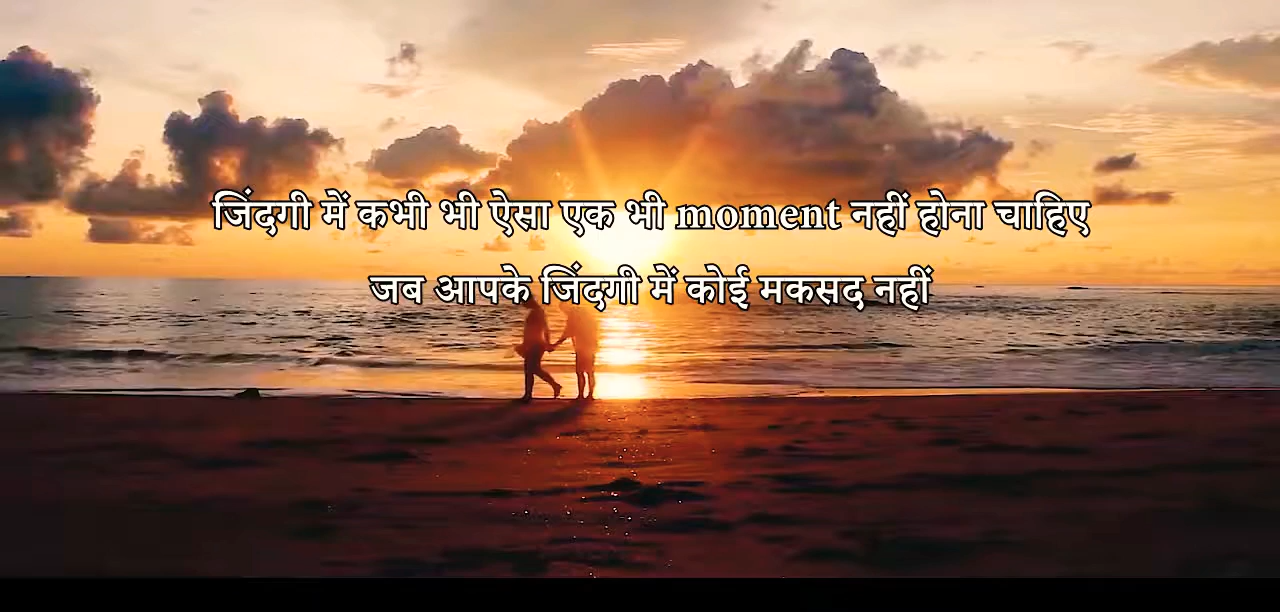 जिंदगी में कभी भी ऐसा एक भी moment नहीं होना चाहिए
जब आपके जिंदगी में कोई मकसद नहीं